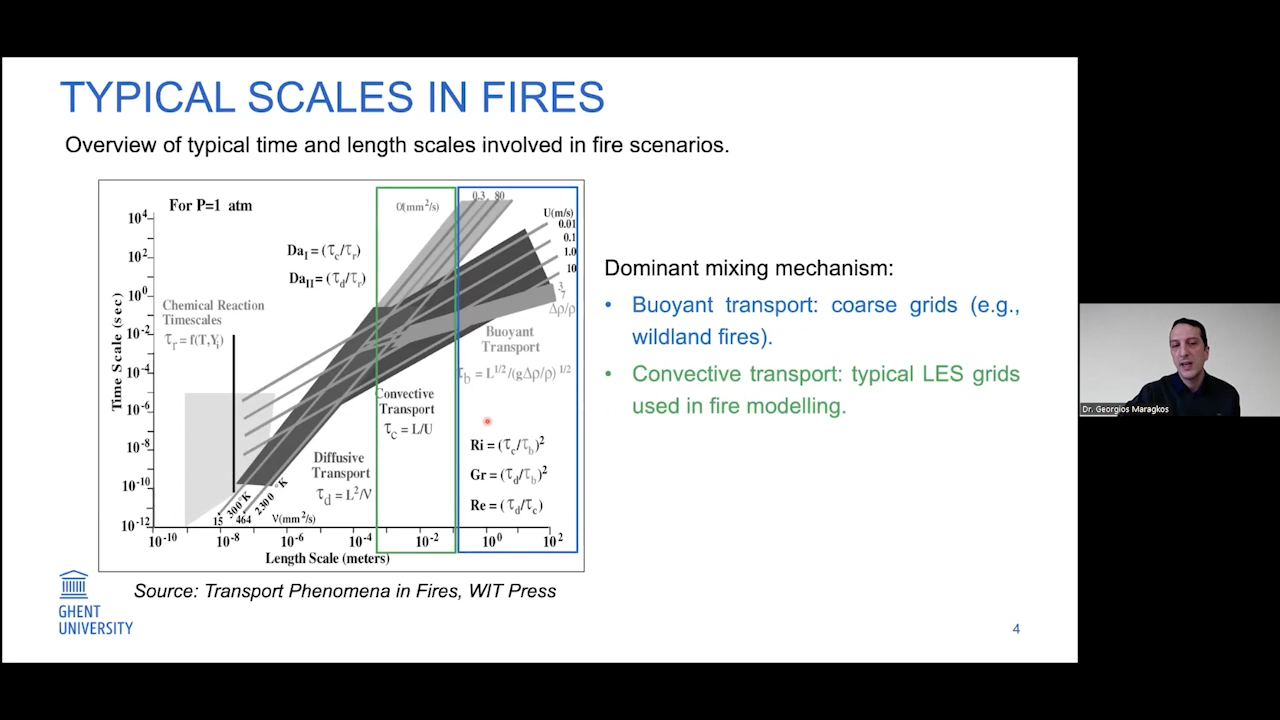 TYPICAL SCALES IN FIRES
Overview of typical time and length scales involved in fire scenarios.
For P=1 atm
O(mm²/s)
0.3 80
U(m/s)
0.01
0.1
1.0
10
.3
7
Δρ/ρ
10⁴
10²
10⁰
10⁻²
10⁻⁴
10⁻⁶
10⁻⁸
10⁻¹⁰
10⁻¹²
Time Scale (sec)
Da_I = (τ_c/τ_r)
Da_II = (τ_d/τ_r)
Chemical Reaction
Timescales
τ_r = f(T,Y_i)
Buoyant
Transport
τ_b = L^1/2/(gΔρ/ρ)^1/2
Convective
Transport
τ_c = L/U
Diffusive
Transport
τ_d = L²/V
Ri = (τ_c/τ_b)²
Gr = (τ_d/τ_b)²
Re = (τ_d/τ_c)
300°K
2300 °K
15 464 V(mm²/s)
10⁻¹⁰ 10⁻⁸ 10⁻⁶ 10⁻⁴ 10⁻² 10⁰ 10²
Length Scale (meters)
Source: Transport Phenomena in Fires, WIT Press
Dominant mixing mechanism:
• Buoyant transport: coarse grids (e.g.,
wildland fires).
• Convective transport: typical LES grids
used in fire modelling.
GHENT
UNIVERSITY
4
Dr. Georgios Maragkos